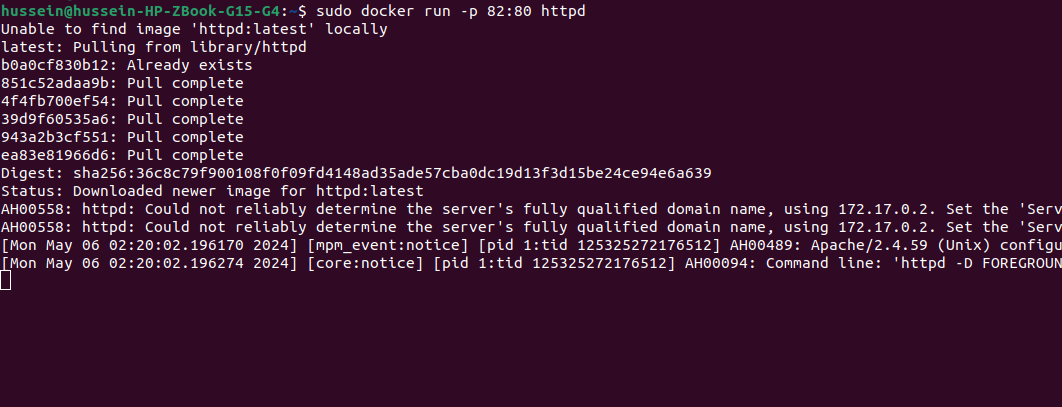 hussein@hussein-HP-ZBook-G15-G4:~$ sudo docker run -p 82:80 httpd
Unable to find image 'httpd:latest' locally
latest: Pulling from library/httpd
b0a0cf830b12: Already exists
851c52adaa9b: Pull complete
4f4fb700ef54: Pull complete
39d9f60535a6: Pull complete
943a2b3cf551: Pull complete
ea83e81966d6: Pull complete
Digest: sha256:36c8c79f900108f0f09fd4148ad35ade57cba0dc19d13f3d15be24ce94e6a639
Status: Downloaded newer image for httpd:latest
AH00558: httpd: Could not reliably determine the server's fully qualified domain name, using 172.17.0.2. Set the 'Serv
AH00558: httpd: Could not reliably determine the server's fully qualified domain name, using 172.17.0.2. Set the 'Serv
[Mon May 06 02:20:02.196170 2024] [mpm_event:notice] [pid 1:tid 125325272176512] AH00489: Apache/2.4.59 (Unix) configu
[Mon May 06 02:20:02.196274 2024] [core:notice] [pid 1:tid 125325272176512] AH00094: Command line: 'httpd -D FOREGROUN